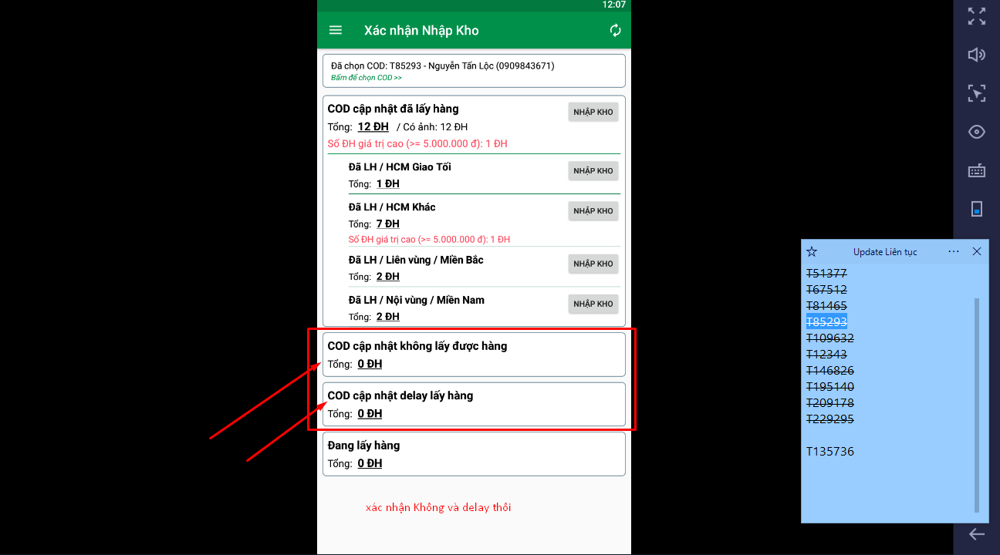 12:07
Xác nhận Nhập Kho
Đã chọn COD: T85293 - Nguyễn Tấn Lộc (0909843671)
Bấm để chọn COD >>
COD cập nhật đã lấy hàng
NHẬP KHO
Tổng: 12 ĐH / Có ảnh: 12 ĐH
Số ĐH giá trị cao (>= 5.000.000 đ): 1 ĐH
Đã LH / HCM Giao Tối
NHẬP KHO
Tổng: 1 ĐH
Đã LH / HCM Khác
NHẬP KHO
Tổng: 7 ĐH
Số ĐH giá trị cao (>= 5.000.000 đ): 1 ĐH
Đã LH / Liên vùng / Miền Bắc
NHẬP KHO
Tổng: 2 ĐH
Đã LH / Nội vùng / Miền Nam
NHẬP KHO
Tổng: 2 ĐH
COD cập nhật không lấy được hàng
Tổng: 0 ĐH
COD cập nhật delay lấy hàng
Tổng: 0 ĐH
Đang lấy hàng
Tổng: 0 ĐH
xác nhận Không và delay thôi
Update Liên tục
T51377
T67512
T81465
T85293
T109632
T12343
T146826
T195140
T209178
T229295
T135736